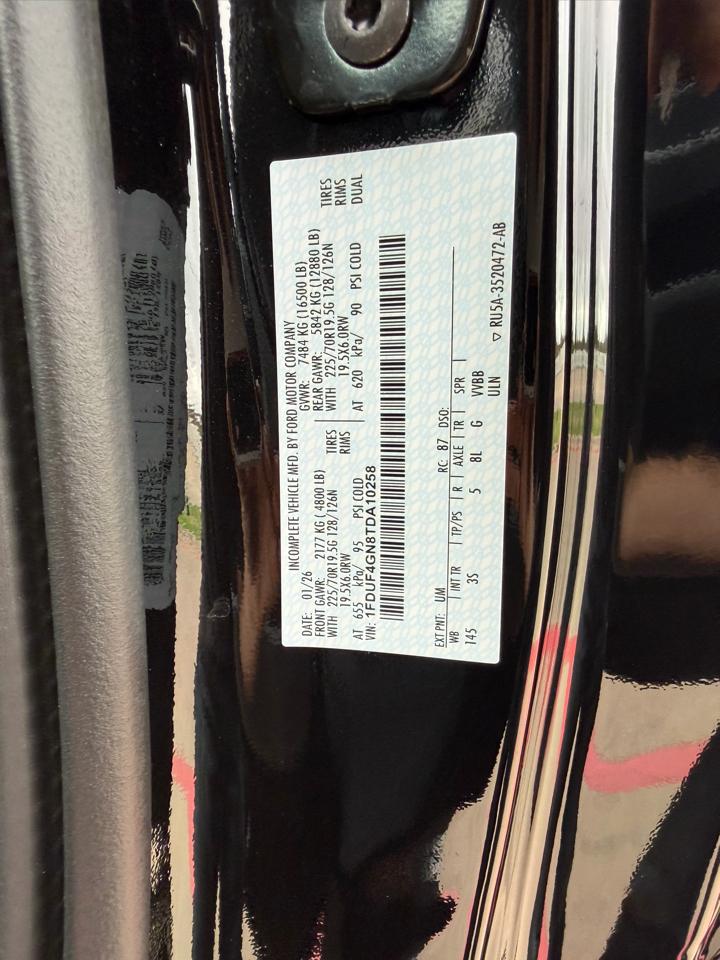 INCOMPLETE VEHICLE MFD. BY FORD MOTOR COMPANY
DATE: 01/26 GVWR: 7484 KG (16500 LB)
FRONT GAWR: 2177 KG (4800 LB) REAR GAWR: 5842 KG (12880 LB)
WITH 225/70R19.5G 128/126N TIRES WITH 225/70R19.5G 128/126N TIRES
19.5X6.0RW RIMS 19.5X6.0RW RIMS
AT 655 kPa/ 95 PSI COLD AT 620 kPa/ 90 PSI COLD DUAL
VIN: 1FDUF4GN8TDA10258
EXT PNT: UM RC: 87 DSO:
WB INT TR TP/PS R AXLE TR SPR
145 3S 5 8L G VVBB
ULN
RU5A-3520472-AB